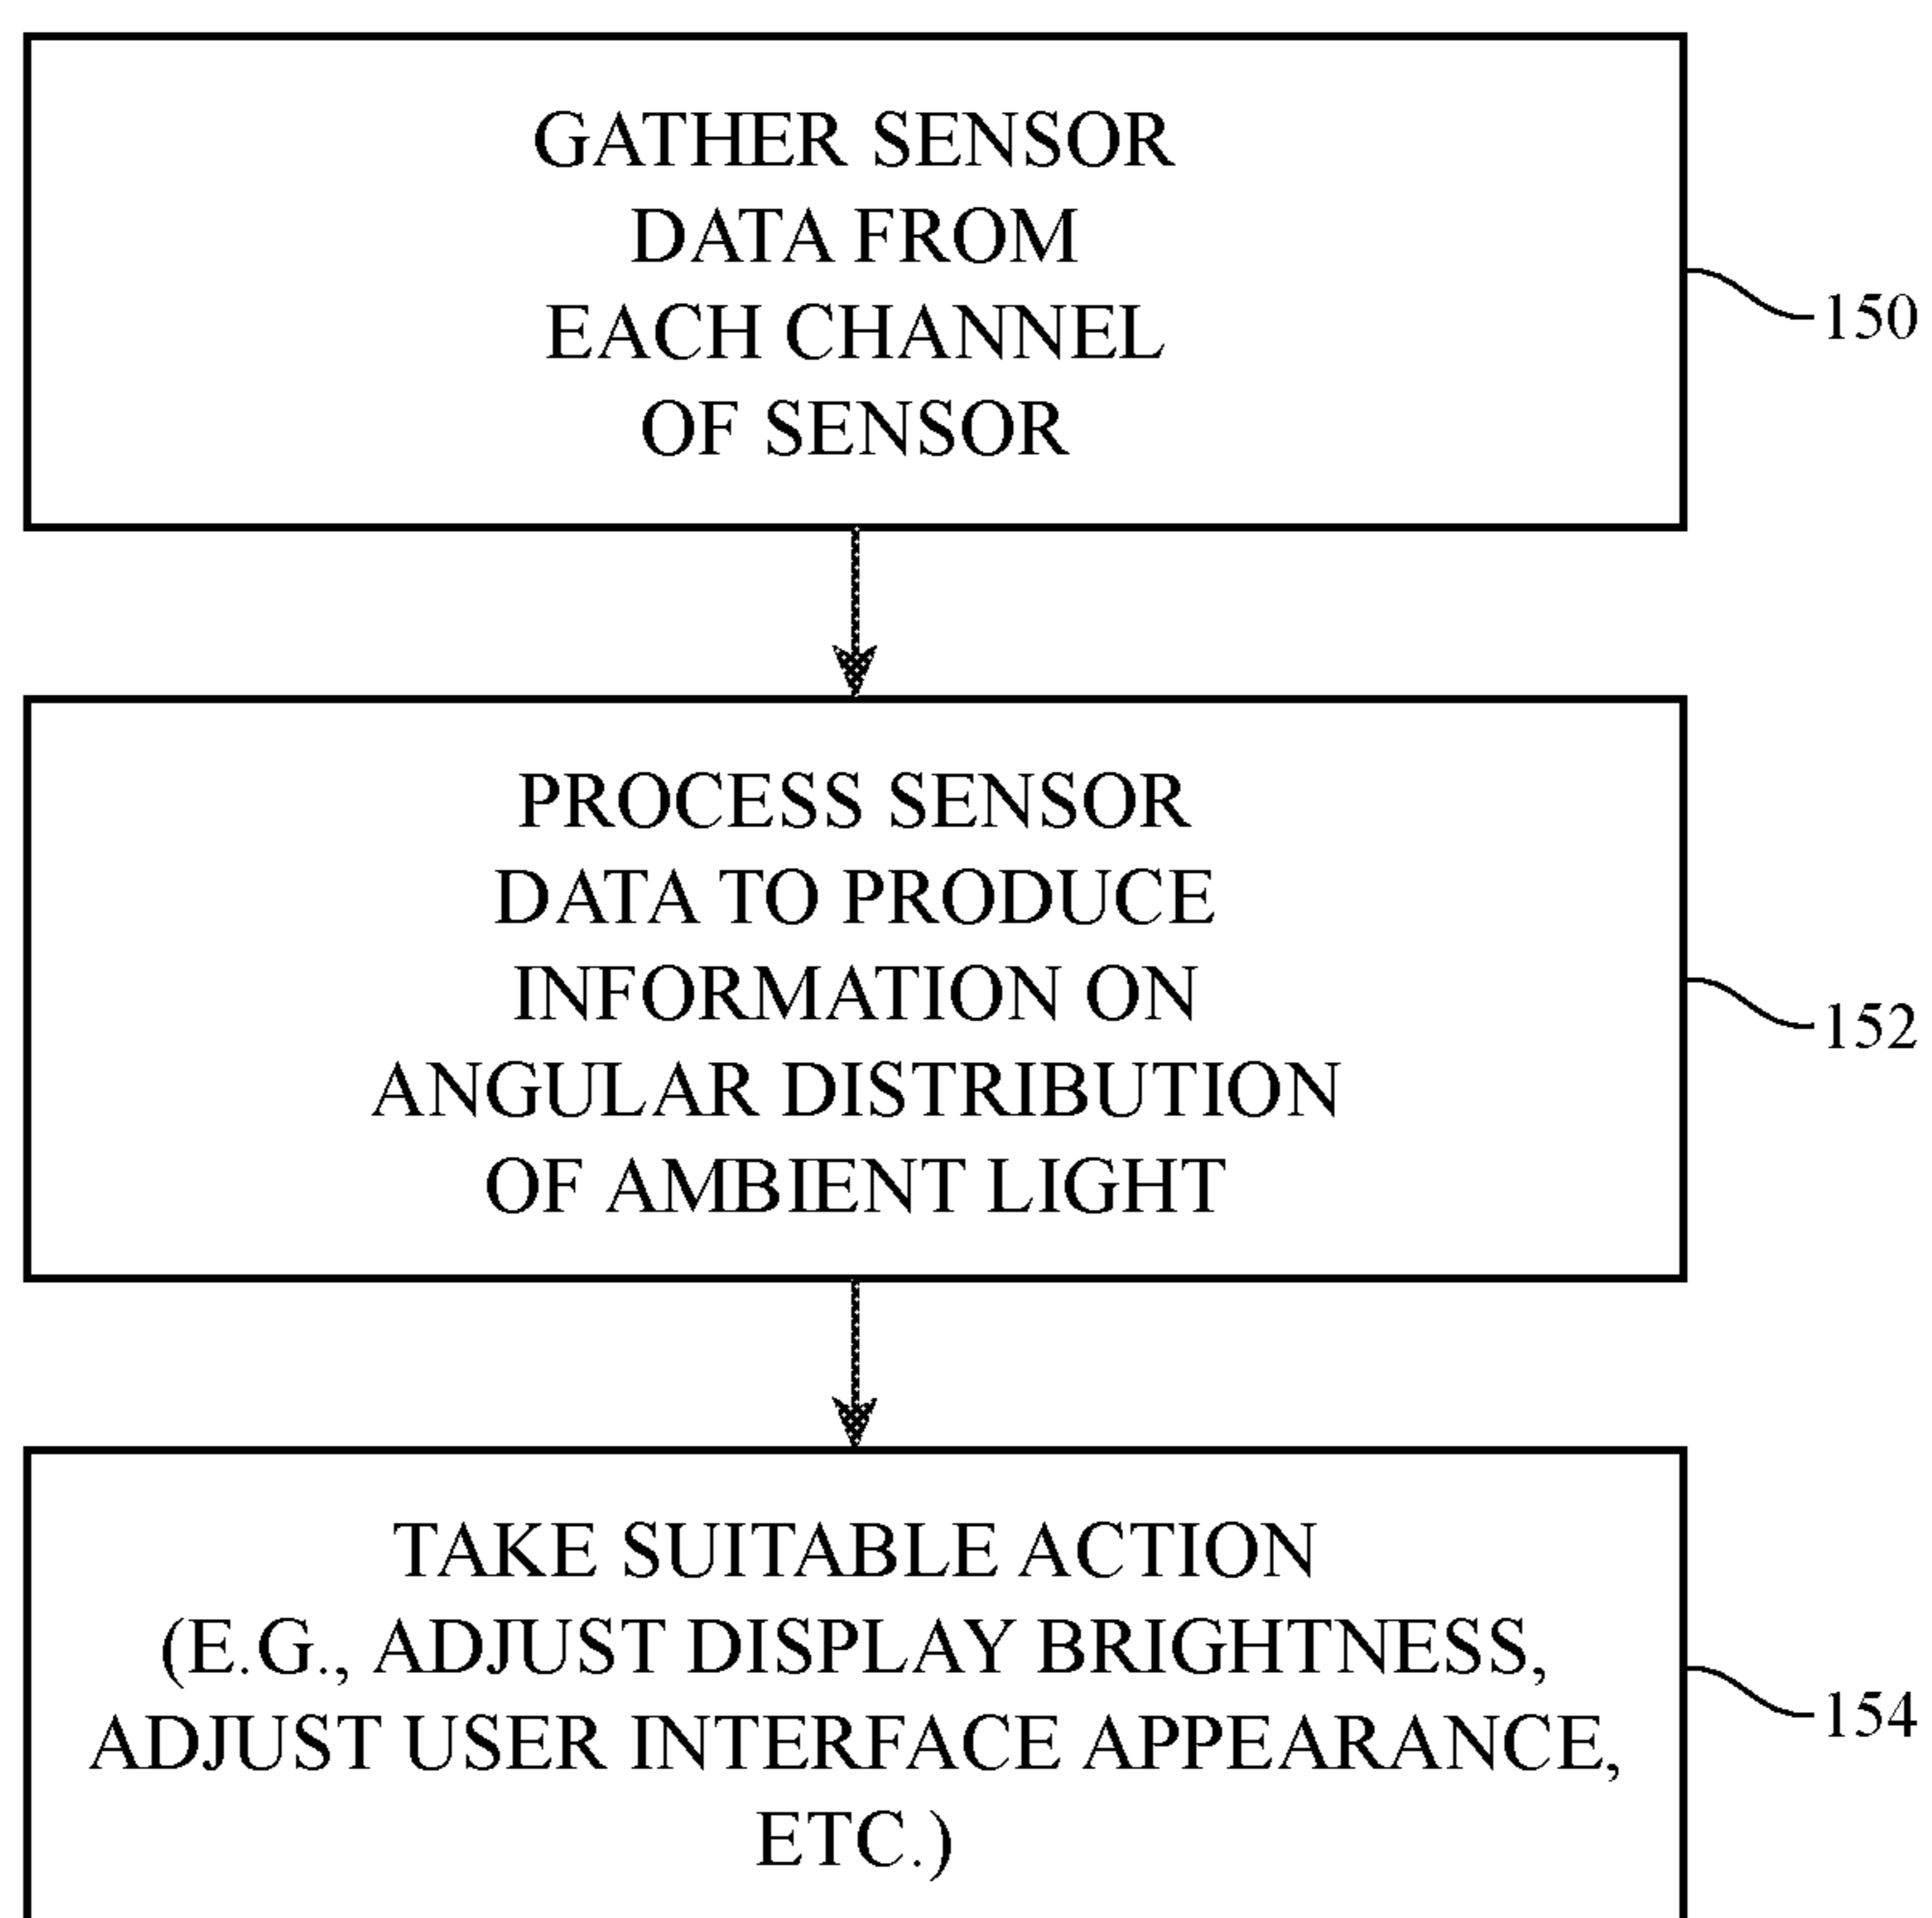 GATHER SENSOR
DATA FROM
EACH CHANNEL
OF SENSOR
150
PROCESS SENSOR
DATA TO PRODUCE
INFORMATION ON
ANGULAR DISTRIBUTION
OF AMBIENT LIGHT
152
TAKE SUITABLE ACTION
(E.G., ADJUST DISPLAY BRIGHTNESS,
ADJUST USER INTERFACE APPEARANCE,
ETC.)
154